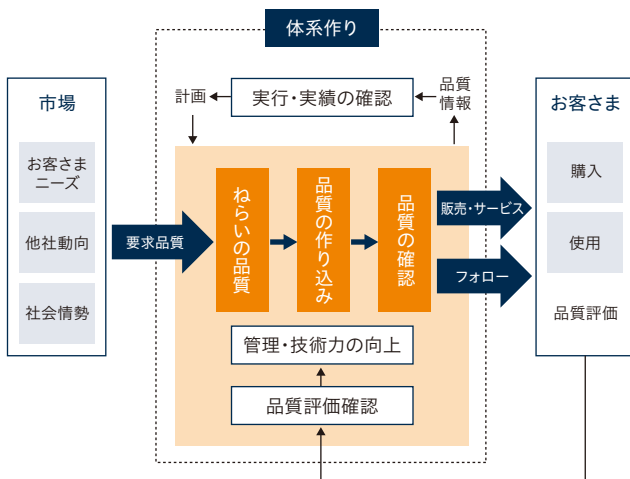 体系作り
市場
お客さま
ニーズ
他社動向
社会情勢
計画
実行・実績の確認
品質
情報
要求品質
ねらいの品質
品質の作り込み
品質の確認
管理・技術力の向上
品質評価確認
販売・サービス
フォロー
お客さま
購入
使用
品質評価